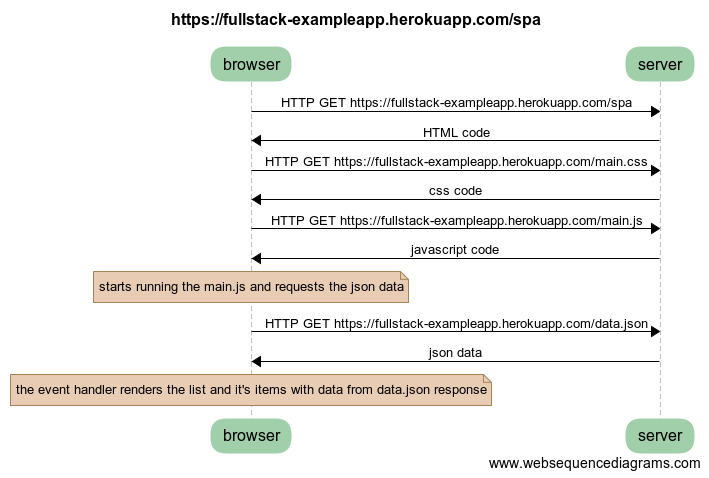 https://fullstack-exampleapp.herokuapp.com/spa
browser
server
HTTP GET https://fullstack-exampleapp.herokuapp.com/spa
HTML code
HTTP GET https://fullstack-exampleapp.herokuapp.com/main.css
css code
HTTP GET https://fullstack-exampleapp.herokuapp.com/main.js
javascript code
starts running the main.js and requests the json data
HTTP GET https://fullstack-exampleapp.herokuapp.com/data.json
json data
the event handler renders the list and it's items with data from data.json response
browser
server
www.websequencediagrams.com